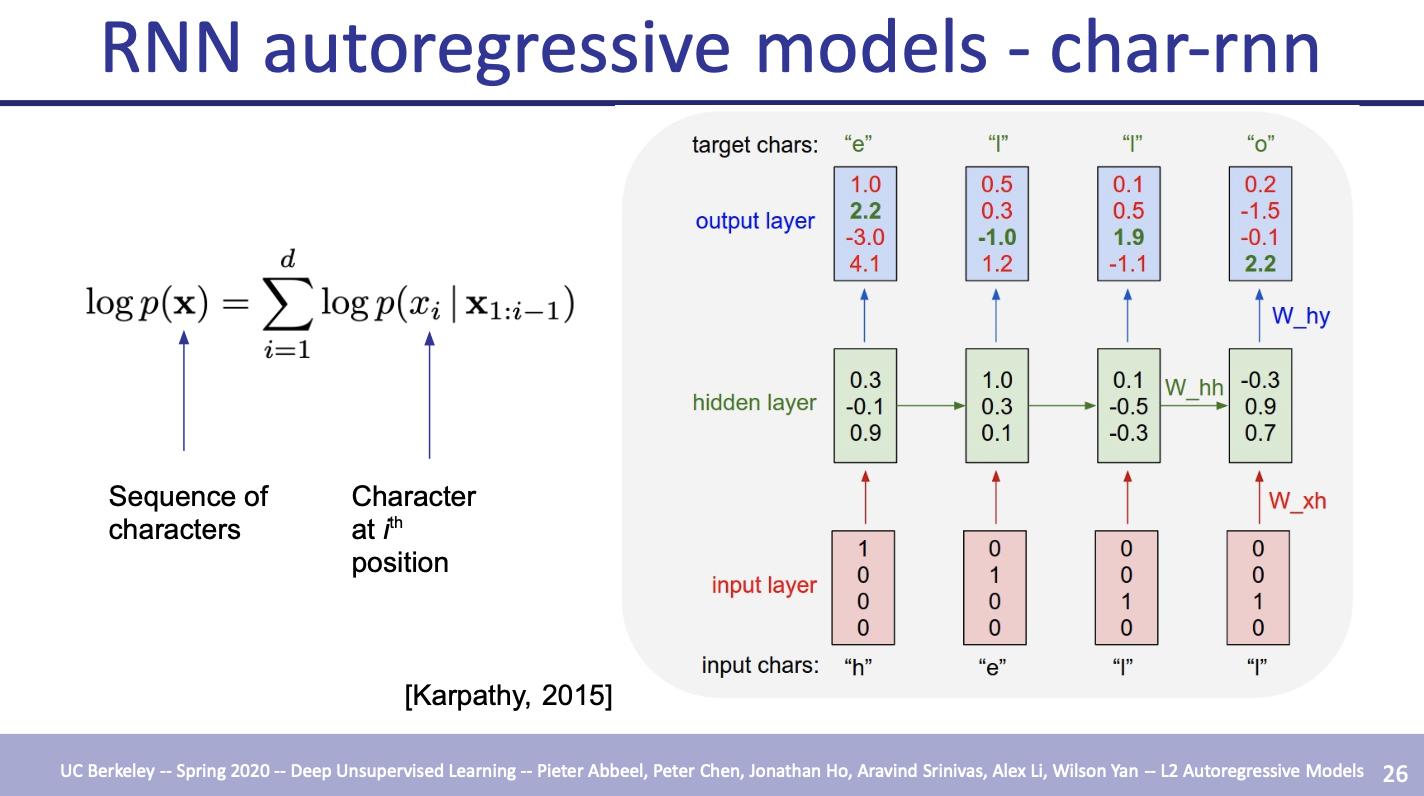 RNN autoregressive models - char-rnn
log p(x) = ∑ log p(x_i | x_{1:i−1})
d
i=1
Sequence of
characters
Character
at ith
position
[Karpathy, 2015]
target chars: “e” “l” “l” “o”
output layer
1.0 0.5 0.1 0.2
2.2 0.3 0.5 -1.5
-3.0 -1.0 1.9 -0.1
4.1 1.2 -1.1 2.2
W_hy
hidden layer
0.3 1.0 0.1 -0.3
-0.1 0.3 -0.5 0.9
0.9 0.1 -0.3 0.7
W_hh
W_xh
input layer
1 0 0 0
0 1 0 0
0 0 1 1
0 0 0 0
input chars: “h” “e” “l” “l”
UC Berkeley -- Spring 2020 -- Deep Unsupervised Learning -- Pieter Abbeel, Peter Chen, Jonathan Ho, Aravind Srinivas, Alex Li, Wilson Yan -- L2 Autoregressive Models 26